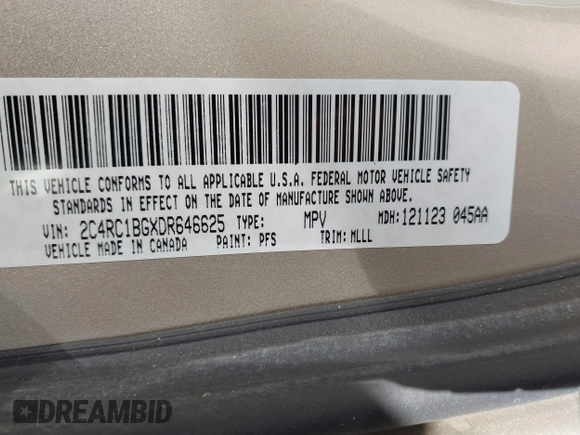 THIS VEHICLE CONFORMS TO ALL APPLICABLE U.S.A. FEDERAL MOTOR VEHICLE SAFETY
STANDARDS IN EFFECT ON THE DATE OF MANUFACTURE SHOWN ABOVE.
VIN: 2C4RC1BGXDR646625 TYPE: MPV MDH:121123 045AA
VEHICLE MADE IN CANADA PAINT: PFS TRIM: MLLL
DREAMBID